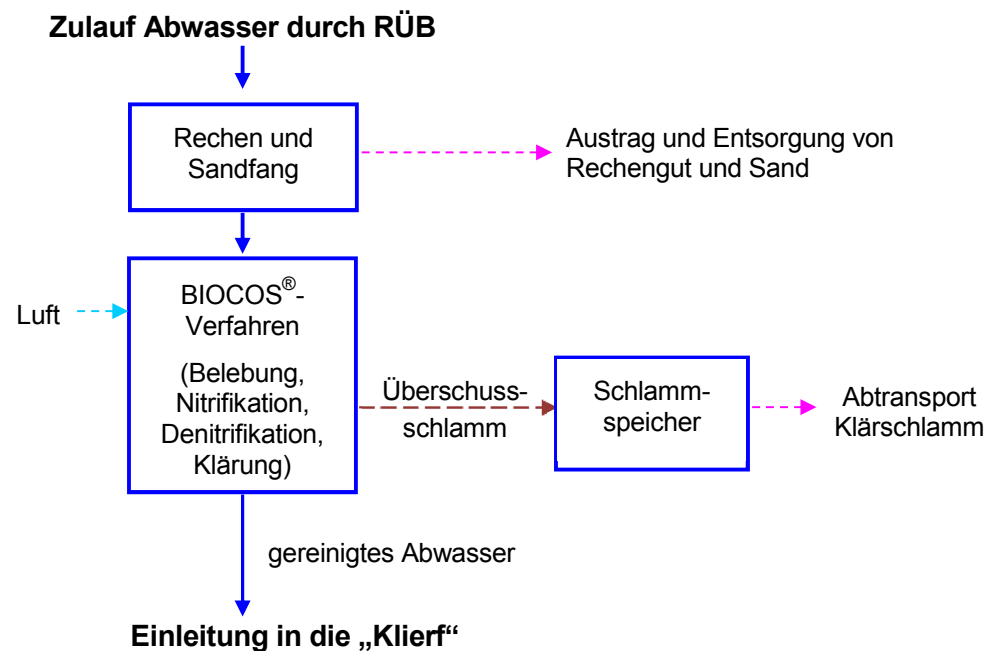 Zulauf Abwasser durch RÜB
Rechen und
Sandfang
Austrag und Entsorgung von
Rechengut und Sand
Luft
BIOCOS®-
Verfahren
(Belebung,
Nitrifikation,
Denitrifikation,
Klärung)
Überschuss-
schlamm
Schlamm-
speicher
Abtransport
Klärschlamm
gereinigtes Abwasser
Einleitung in die „Klierf“